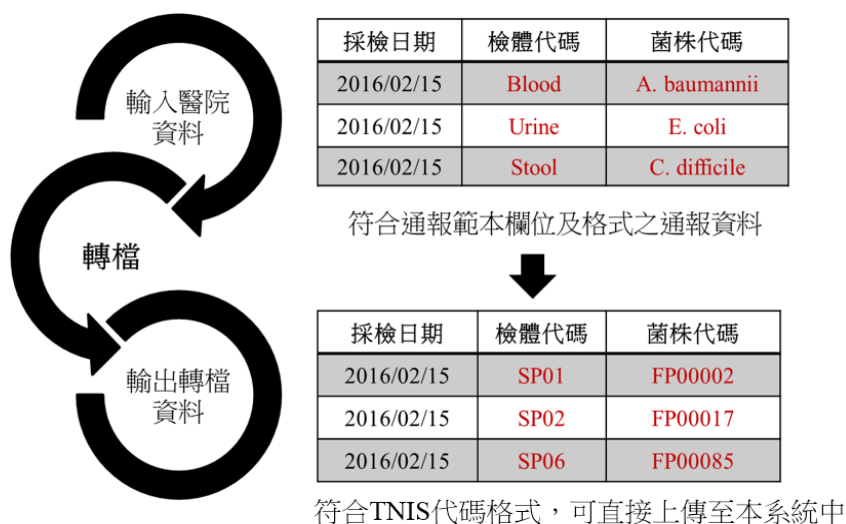 輸入醫院
資料
轉檔
輸出轉檔
資料
採檢日期 檢體代碼 菌株代碼
2016/02/15 Blood A. baumannii
2016/02/15 Urine E. coli
2016/02/15 Stool C. difficile
符合通報範本欄位及格式之通報資料
採檢日期 檢體代碼 菌株代碼
2016/02/15 SP01 FP00002
2016/02/15 SP02 FP00017
2016/02/15 SP06 FP00085
符合TNIS代碼格式，可直接上傳至本系統中